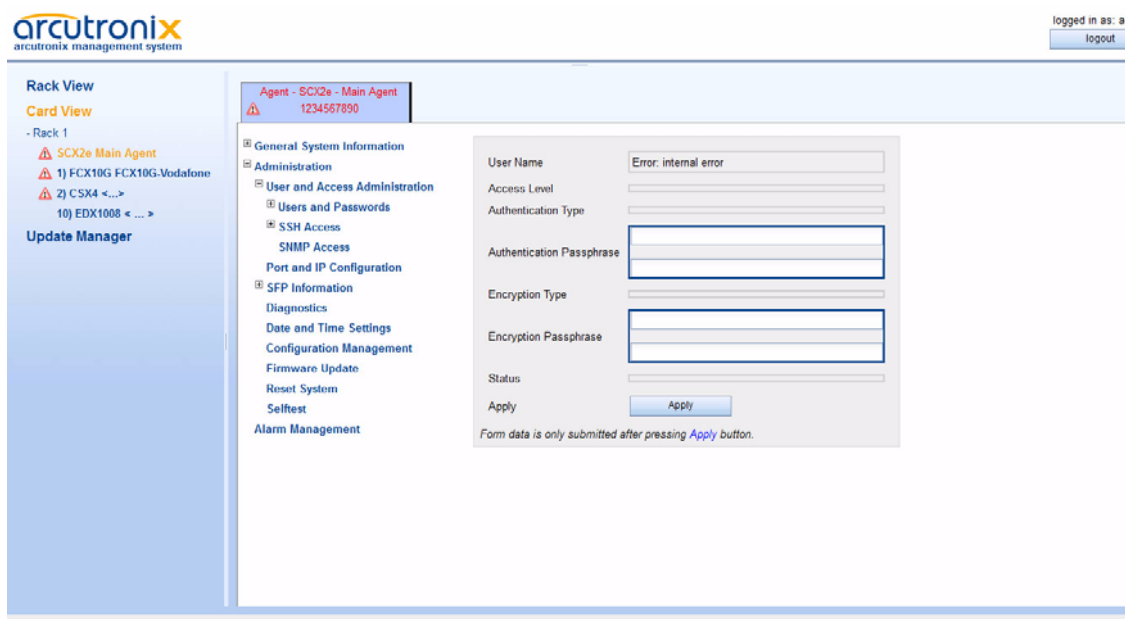 arcutronix
arcutronix management system
logged in as: a
logout
Rack View
Card View
- Rack 1
SCX2e Main Agent
1) FCX10G FCX10G-Vodafone
2) CSX4 <...>
10) EDX1008 < ... >
Update Manager
Agent - SCX2e - Main Agent
1234567890
General System Information
Administration
User and Access Administration
Users and Passwords
SSH Access
SNMP Access
Port and IP Configuration
SFP Information
Diagnostics
Date and Time Settings
Configuration Management
Firmware Update
Reset System
Selftest
Alarm Management
User Name Error: internal error
Access Level
Authentication Type
Authentication Passphrase
Encryption Type
Encryption Passphrase
Status
Apply Apply
Form data is only submitted after pressing Apply button.